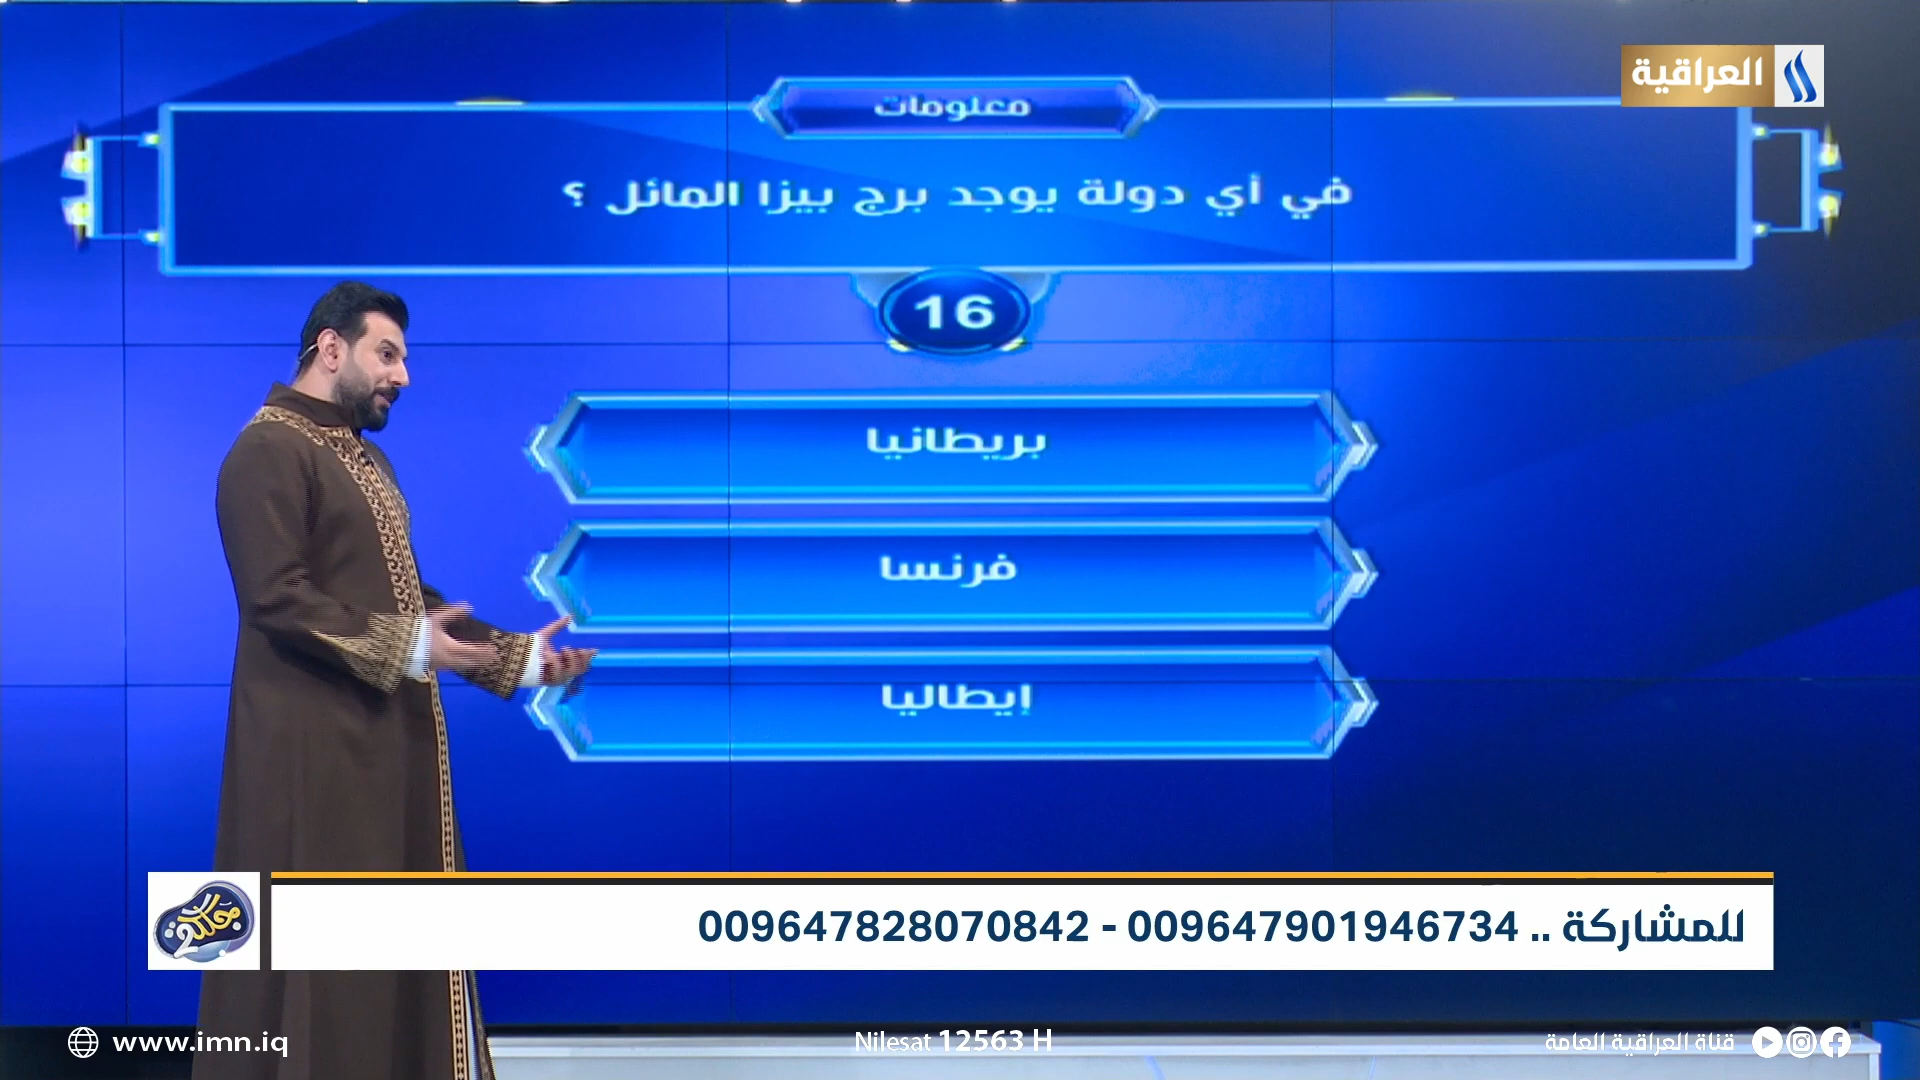 العراقية
معلومات
في أي دولة يوجد برج بيزا المائل ؟
16
بريطانيا
فرنسا
إيطاليا
للمشاركة .. 009647901946734 - 009647828070842
www.imn.iq
Nilesat 12563 H
قناة العراقية العامة